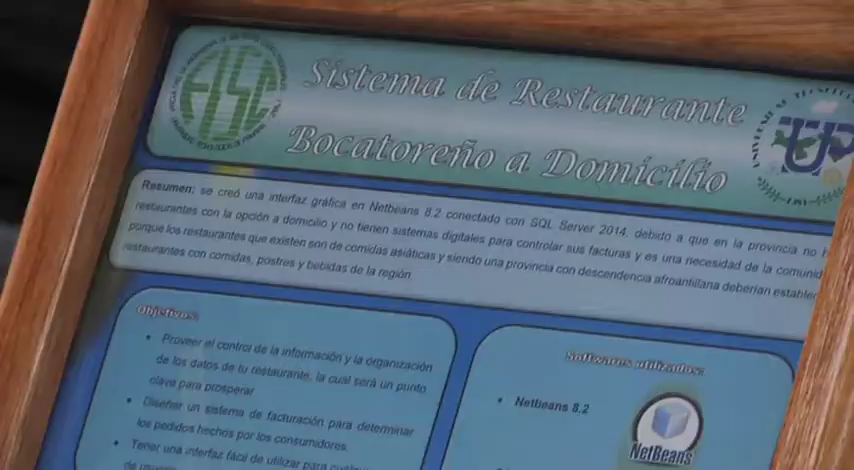 FISC
Sistema de Restaurante
Bocatoreño a Domicilio
UTP
Resumen: se creó una interfaz gráfica en Netbeans 8.2 conectado con SQL Server 2014, debido a que en la provincia no
restaurantes con la opción a domicilio y no tienen sistemas digitales para controlar sus facturas y es una necesidad de la
porque los restaurantes que existen son de comidas asiáticas y siendo una provincia con descendencia afroantillana deberían
restaurantes con comidas, postres y bebidas de la región.
Objetivos:
• Proveer el control de la información y la organización
de los datos de tu restaurante, la cual será un punto
clave para prosperar
• Diseñar un sistema de facturación para determinar
los pedidos hechos por los consumidores.
• Tener una interfaz fácil de utilizar para
Softwares utilizados:
• Netbeans 8.2
NetBeans